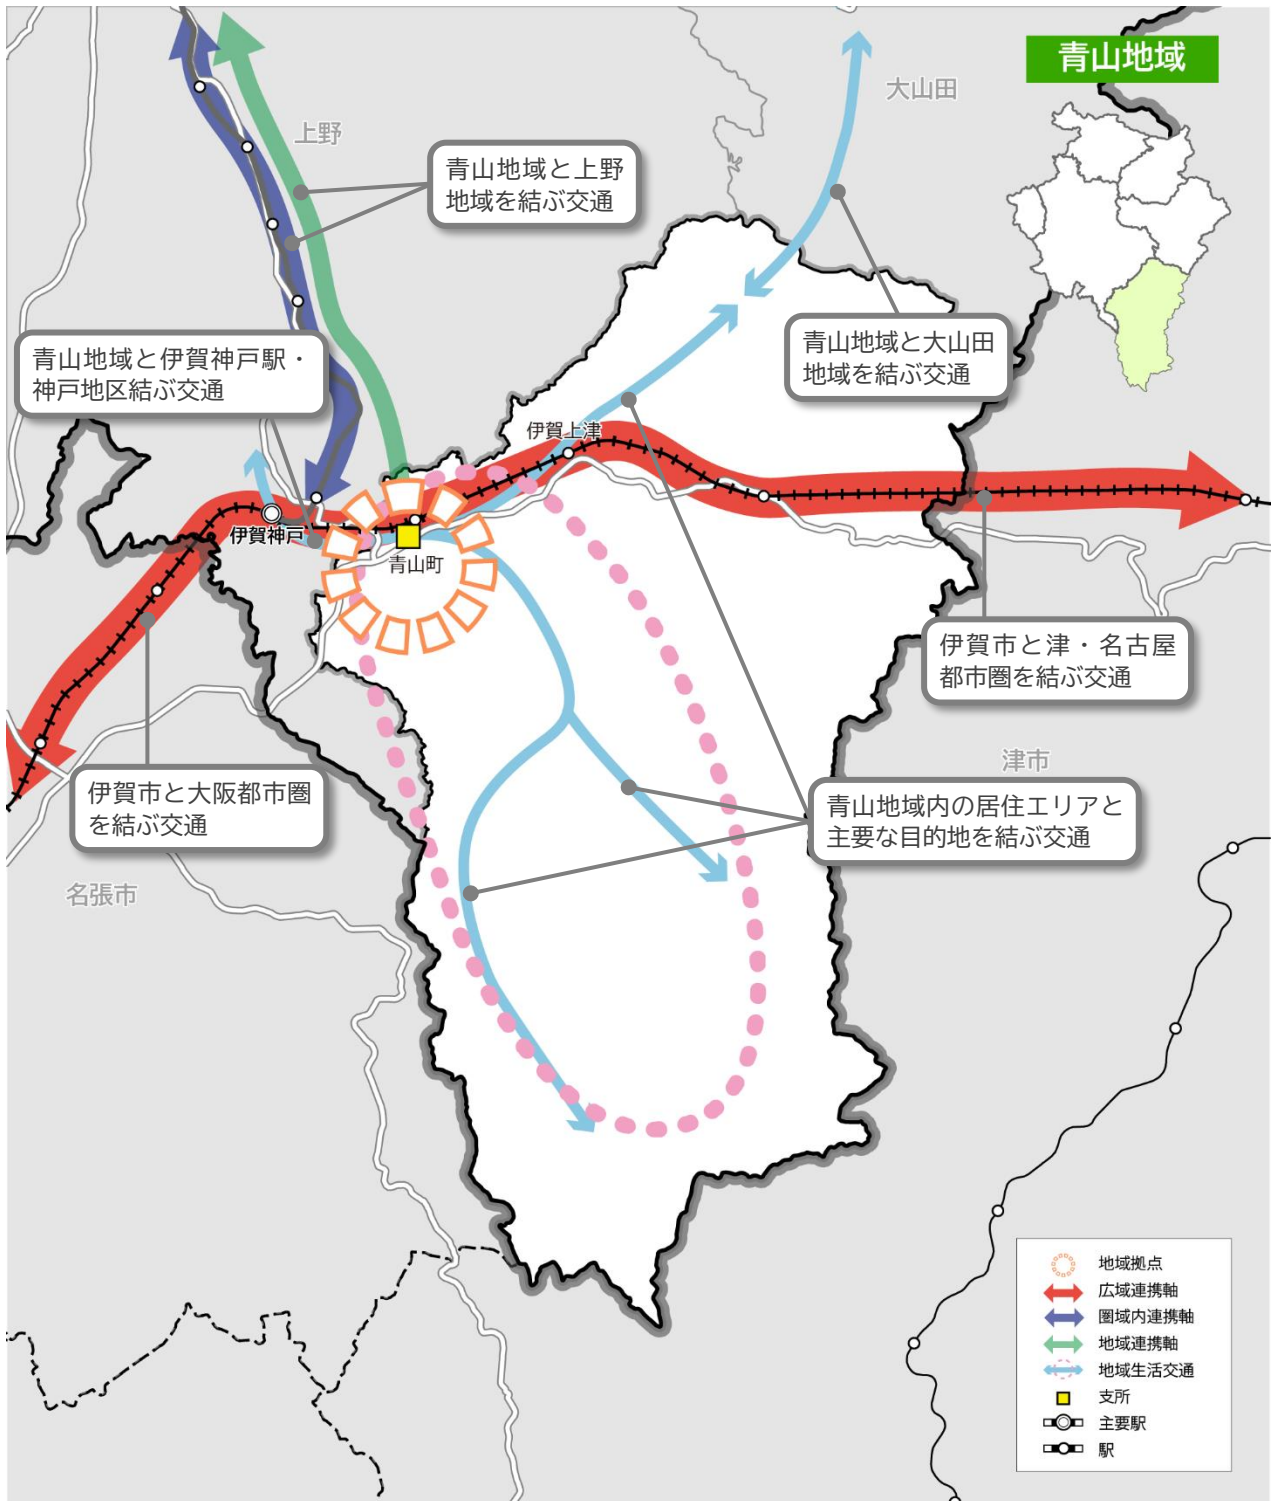 青山地域
大山田
上野
青山地域と上野
地域を結ぶ交通
青山地域と伊賀神戸駅・
神戸地区結ぶ交通
青山地域と大山田
地域を結ぶ交通
伊賀上津
伊賀神戸
青山町
伊賀市と津・名古屋
都市圏を結ぶ交通
津市
伊賀市と大阪都市圏
を結ぶ交通
青山地域内の居住エリアと
主要な目的地を結ぶ交通
名張市
地域拠点
広域連携軸
圏域内連携軸
地域連携軸
地域生活交通
支所
主要駅
駅